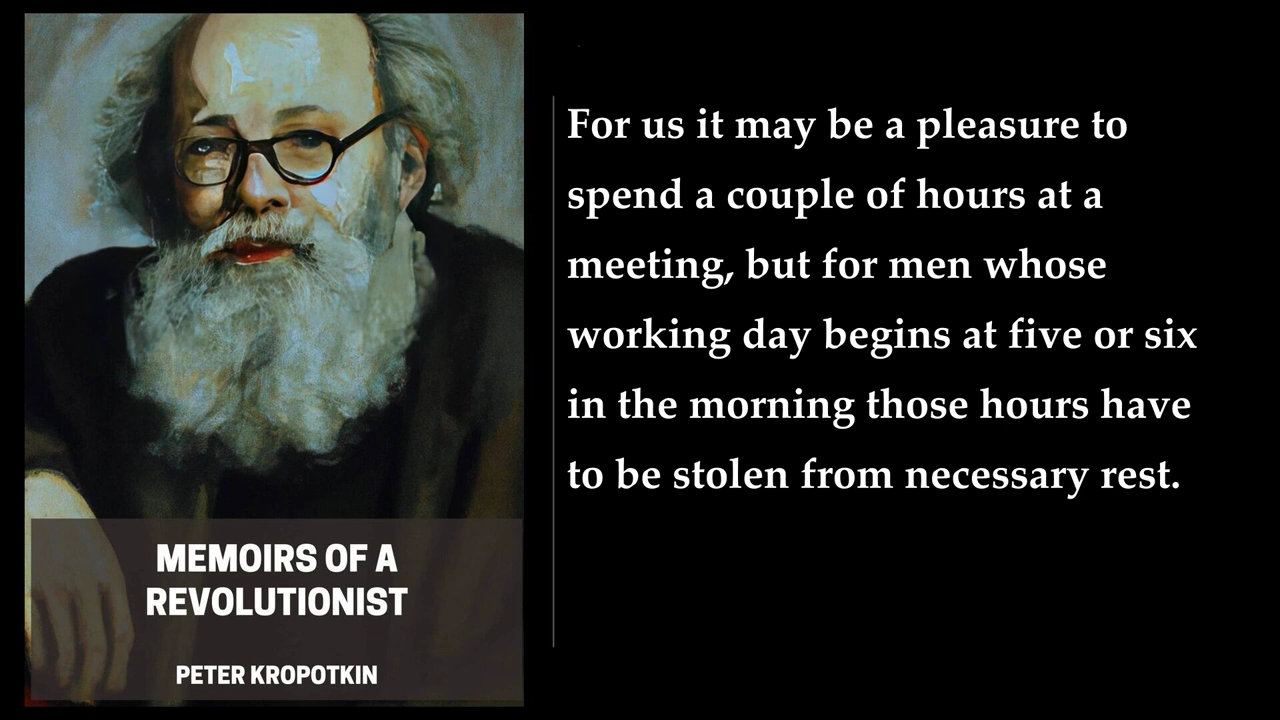 For us it may be a pleasure to
spend a couple of hours at a
meeting, but for men whose
working day begins at five or six
in the morning those hours have
to be stolen from necessary rest.
MEMOIRS OF A
REVOLUTIONIST
PETER KROPOTKIN